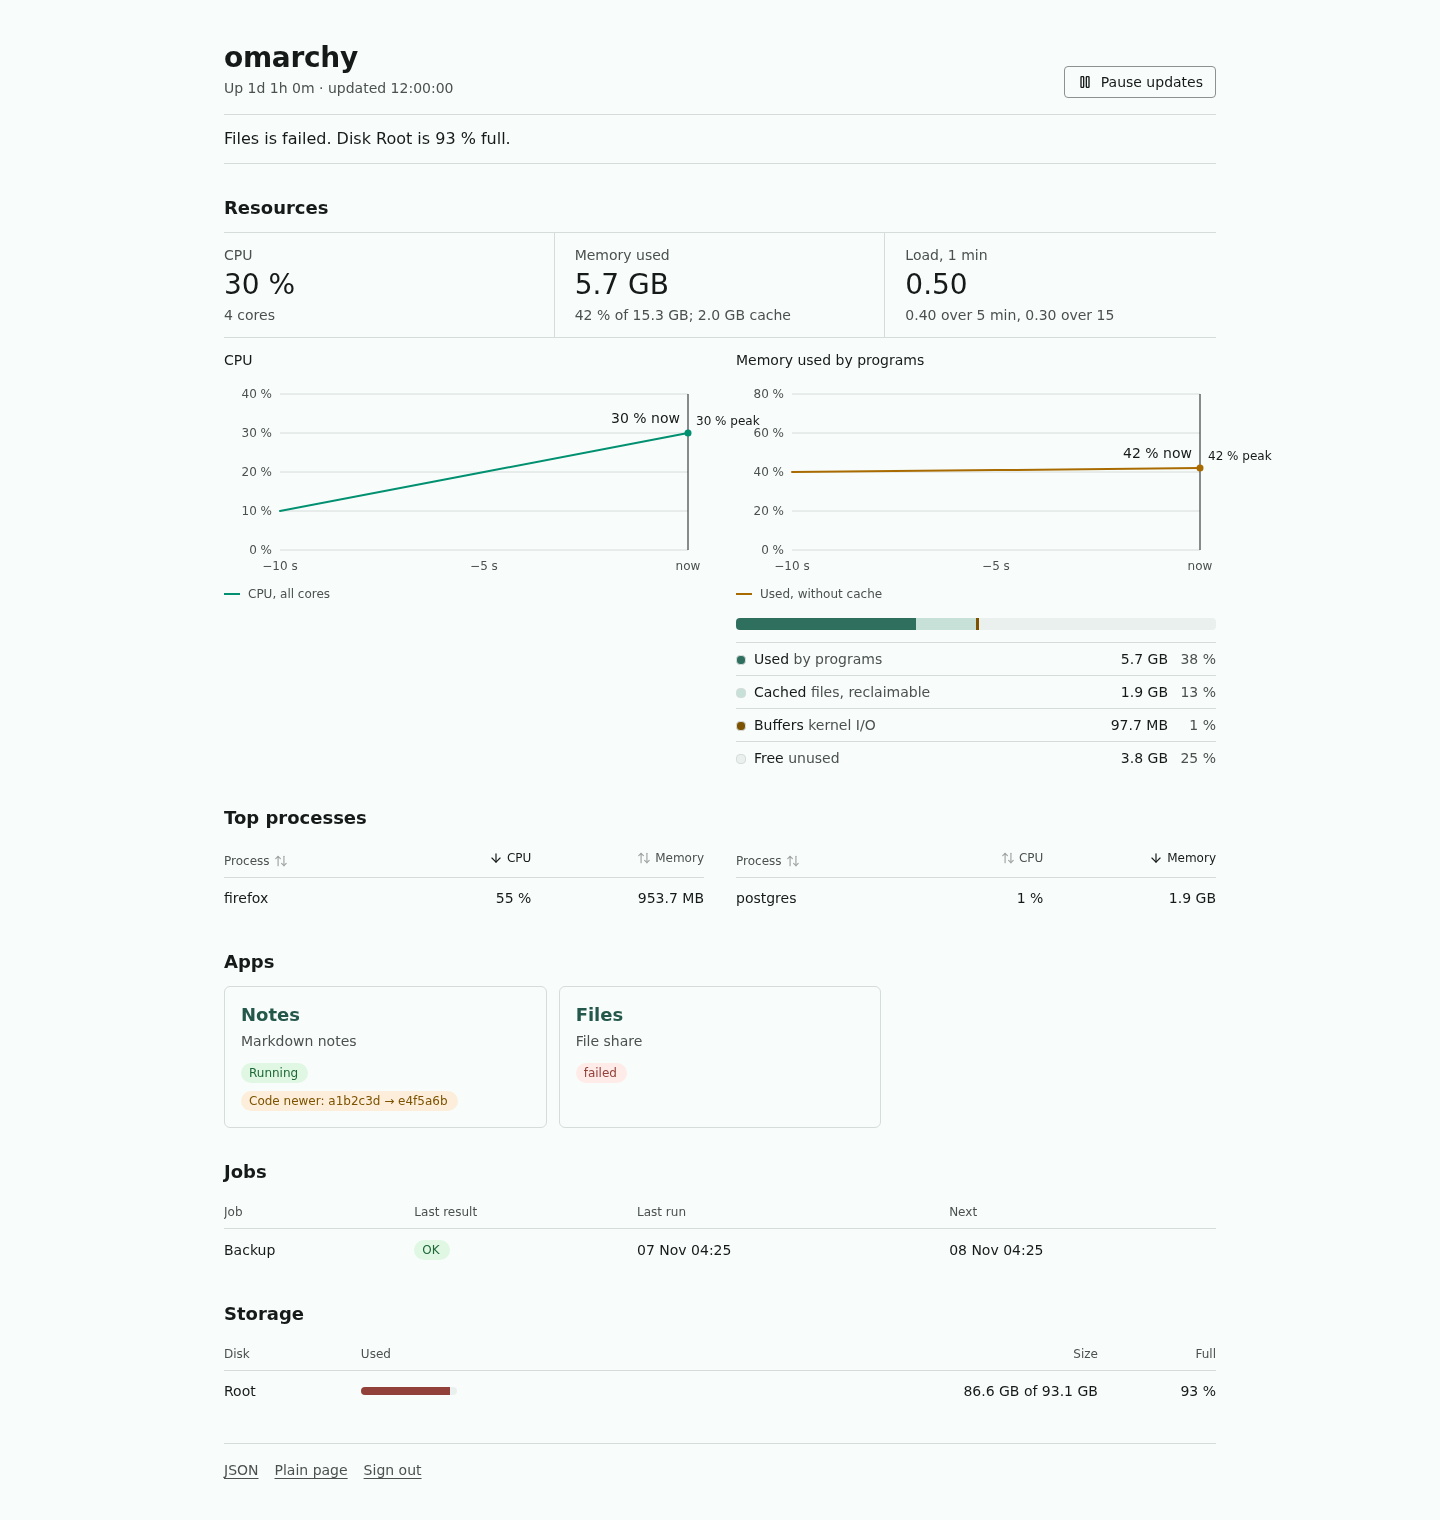 omarchy
Up 1d 1h 0m · updated 12:00:00
Pause updates
Files is failed. Disk Root is 93 % full.
Resources
CPU
30 %
4 cores
Memory used
5.7 GB
42 % of 15.3 GB; 2.0 GB cache
Load, 1 min
0.50
0.40 over 5 min, 0.30 over 15
CPU
40 %
30 %
20 %
10 %
0 %
30 % now
30 % peak
−10 s
−5 s
now
CPU, all cores
Memory used by programs
80 %
60 %
40 %
20 %
0 %
42 % now
42 % peak
−10 s
−5 s
now
Used, without cache
Used by programs 5.7 GB 38 %
Cached files, reclaimable 1.9 GB 13 %
Buffers kernel I/O 97.7 MB 1 %
Free unused 3.8 GB 25 %
Top processes
Process CPU Memory
firefox 55 % 953.7 MB
Process CPU Memory
postgres 1 % 1.9 GB
Apps
Notes
Markdown notes
Running
Code newer: a1b2c3d → e4f5a6b
Files
File share
failed
Jobs
Job Last result Last run Next
Backup OK 07 Nov 04:25 08 Nov 04:25
Storage
Disk Used Size Full
Root 86.6 GB of 93.1 GB 93 %
JSON Plain page Sign out